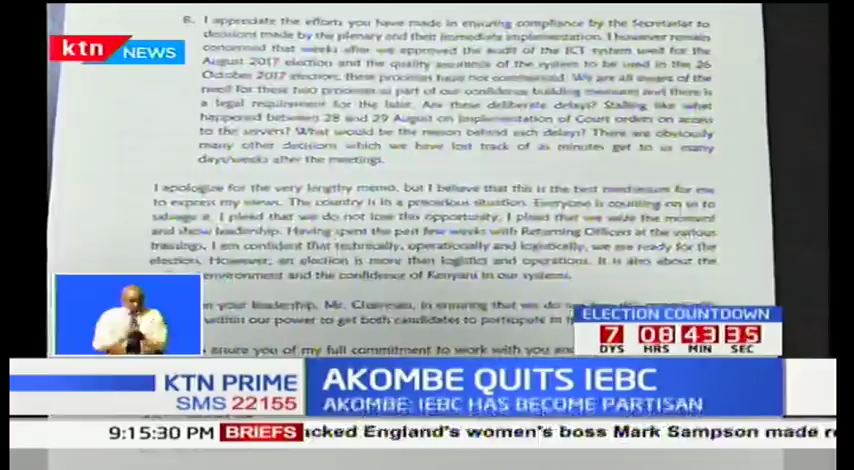 ktn NEWS
8. I appreciate the efforts you have made in ensuring compliance by the Secretariat to
decisions made by the plenary and their immediate implementation. I however remain
concerned that weeks after we approved the audit of the ICT system used for the
August 2017 election and the quality assurance of the system to be used in the 26
October 2017 election, these processes have not commenced. We are all aware of the
need for these two processes as part of our confidence building measures and there is
a legal requirement for the later. Are these deliberate delays? Stalling like what
happened between 28 and 29 August on implementation of Court orders on access
to the servers? What would be the reason behind such delays? There are obviously
many other decisions which we have lost track of as minutes get to us many
days/weeks after the meetings.
I apologize for the very lengthy memo, but I believe that this is the best medium for me
to express my views. The country is in a precarious situation. Everyone is counting on us to
salvage it. I plead that we do not lose this opportunity. I plead that we seize the moment
and show leadership. Having spent the past few weeks with Returning Officers at the various
trainings, I am confident that technically, operationally and logistically, we are ready for the
election. However, an election is more than logistics and operations. It is also about the
environment and the confidence of Kenyans in our systems.
on your leadership, Mr. Chairman, in ensuring that we do
within our power to get both candidates to participate in
assure you of my full commitment to work with you and
ELECTION COUNTDOWN
7 08 43 35
DYS HRS MIN SEC
KTN PRIME
SMS 22155
AKOMBE QUITS IEBC
AKOMBE: IEBC HAS BECOME PARTISAN
9:15:30 PM BRIEFS acked England's women's boss Mark Sampson made re